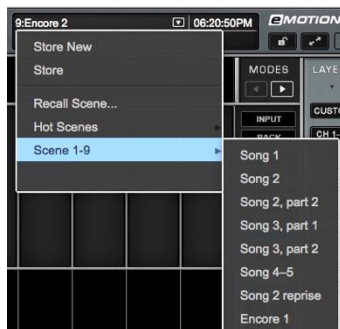 9:Encore 2
06:20:50PM
eMOTION
Store New
Store
Recall Scene...
Hot Scenes
Scene 1-9
MODES
LAYE
INPUT
RACK
CUSTO
CH 1-
Song 1
Song 2
Song 2, part 2
Song 3, part 1
Song 3, part 2
Song 4–5
Song 2 reprise
Encore 1